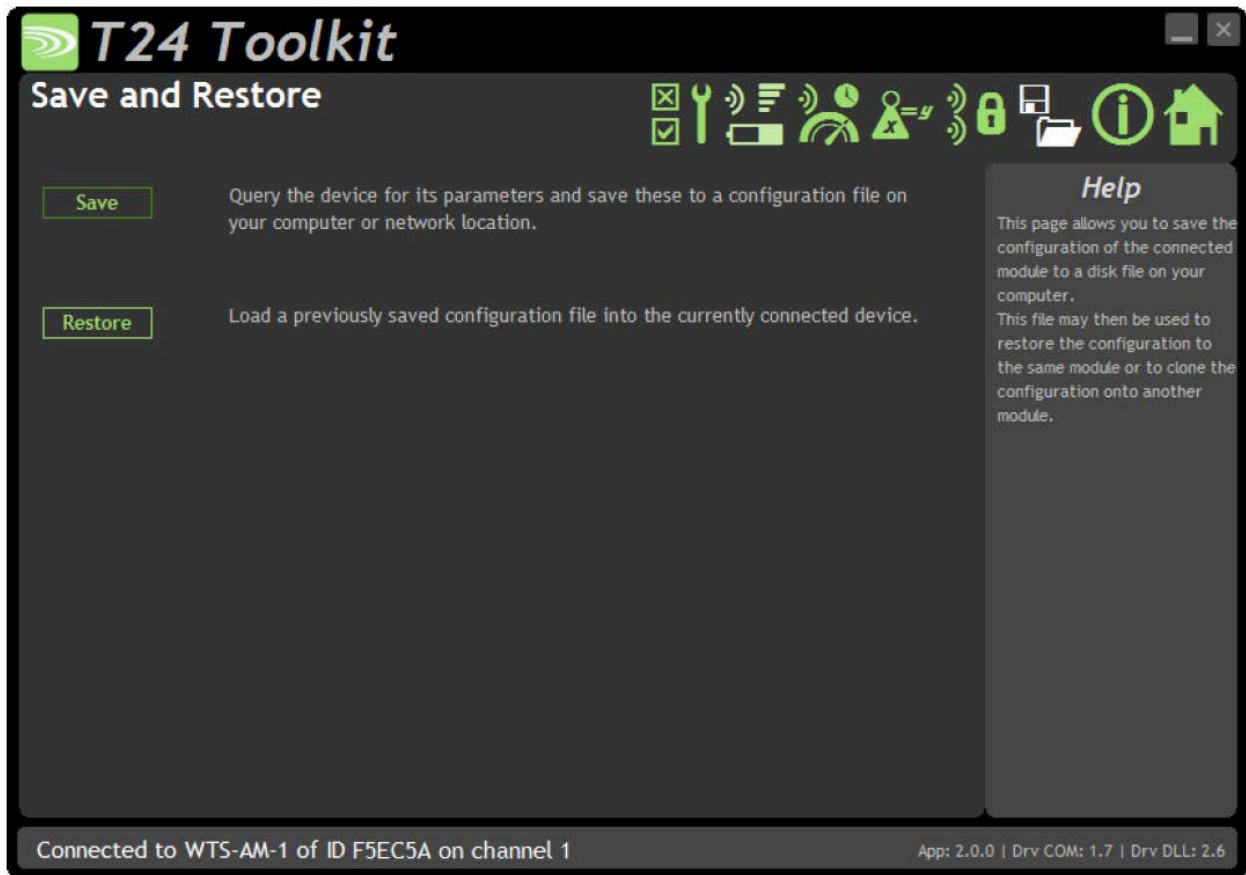 T24 Toolkit
Save and Restore
x=y
Save
Query the device for its parameters and save these to a configuration file on
your computer or network location.
Restore
Load a previously saved configuration file into the currently connected device.
Help
This page allows you to save the
configuration of the connected
module to a disk file on your
computer.
This file may then be used to
restore the configuration to
the same module or to clone the
configuration onto another
module.
Connected to WTS-AM-1 of ID F5EC5A on channel 1
App: 2.0.0 | Drv COM: 1.7 | Drv DLL: 2.6